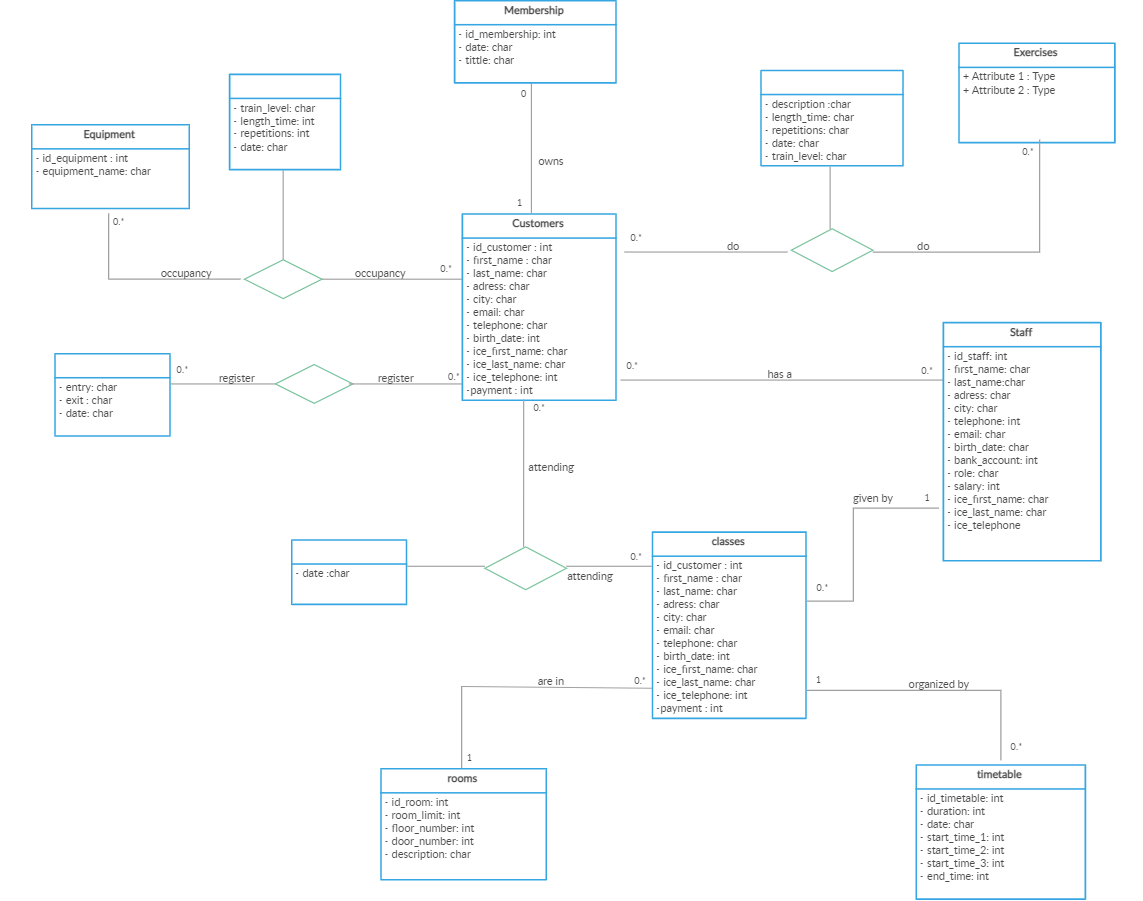 Membership
- id_membership: int
- date: char
- tittle: char
0
owns
1
Exercises
+ Attribute 1 : Type
+ Attribute 2 : Type
0.*
- description :char
- length_time: char
- repetitions: char
- date: char
- train_level: char
- train_level: char
- length_time: int
- repetitions: int
- date: char
Equipment
- id_equipment : int
- equipment_name: char
0.*
occupancy
occupancy
0.*
Customers
- id_customer : int
- first_name : char
- last_name: char
- adress: char
- city: char
- email: char
- telephone: char
- birth_date: int
- ice_first_name: char
- ice_last_name: char
- ice_telephone: int
-payment : int
0.*
do
do
- entry: char
- exit : char
- date: char
0.*
register
register
0.*
0.*
has a
0.*
Staff
- id_staff: int
- first_name: char
- last_name:char
- adress: char
- city: char
- telephone: int
- email: char
- birth_date: char
- bank_account: int
- role: char
- salary: int
- ice_first_name: char
- ice_last_name: char
- ice_telephone
0.*
attending
- date :char
attending
0.*
given by
1
0.*
classes
- id_customer : int
- first_name : char
- last_name: char
- adress: char
- city: char
- email: char
- telephone: char
- birth_date: int
- ice_first_name: char
- ice_last_name: char
- ice_telephone: int
-payment : int
are in
0.*
1
1
organized by
0.*
rooms
- id_room: int
- room_limit: int
- floor_number: int
- door_number: int
- description: char
timetable
- id_timetable: int
- duration: int
- date: char
- start_time_1: int
- start_time_2: int
- start_time_3: int
- end_time: int